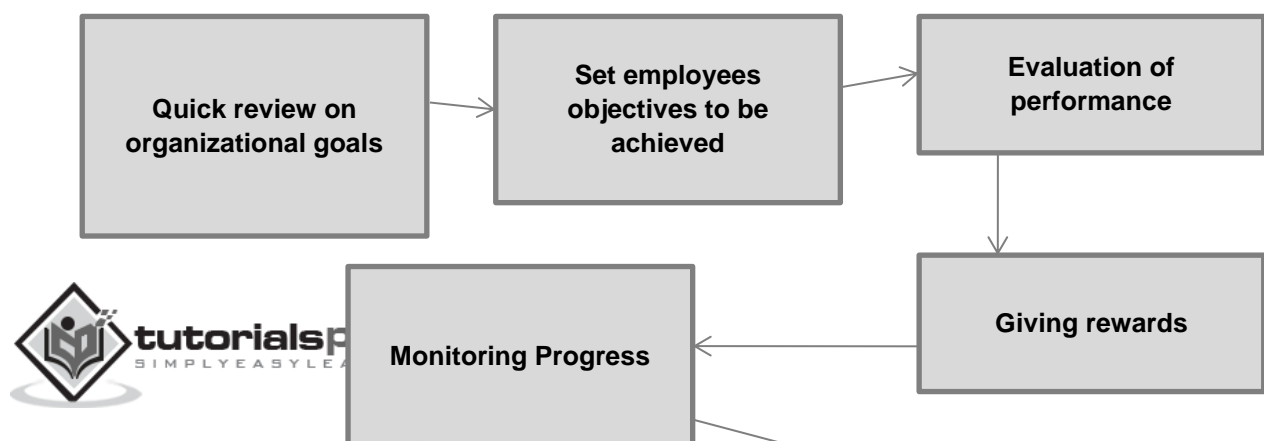 Quick review on
organizational goals
Set employees
objectives to be
achieved
Evaluation of
performance
Giving rewards
Monitoring Progress
tutorialsp
SIMPLYEASYLEA